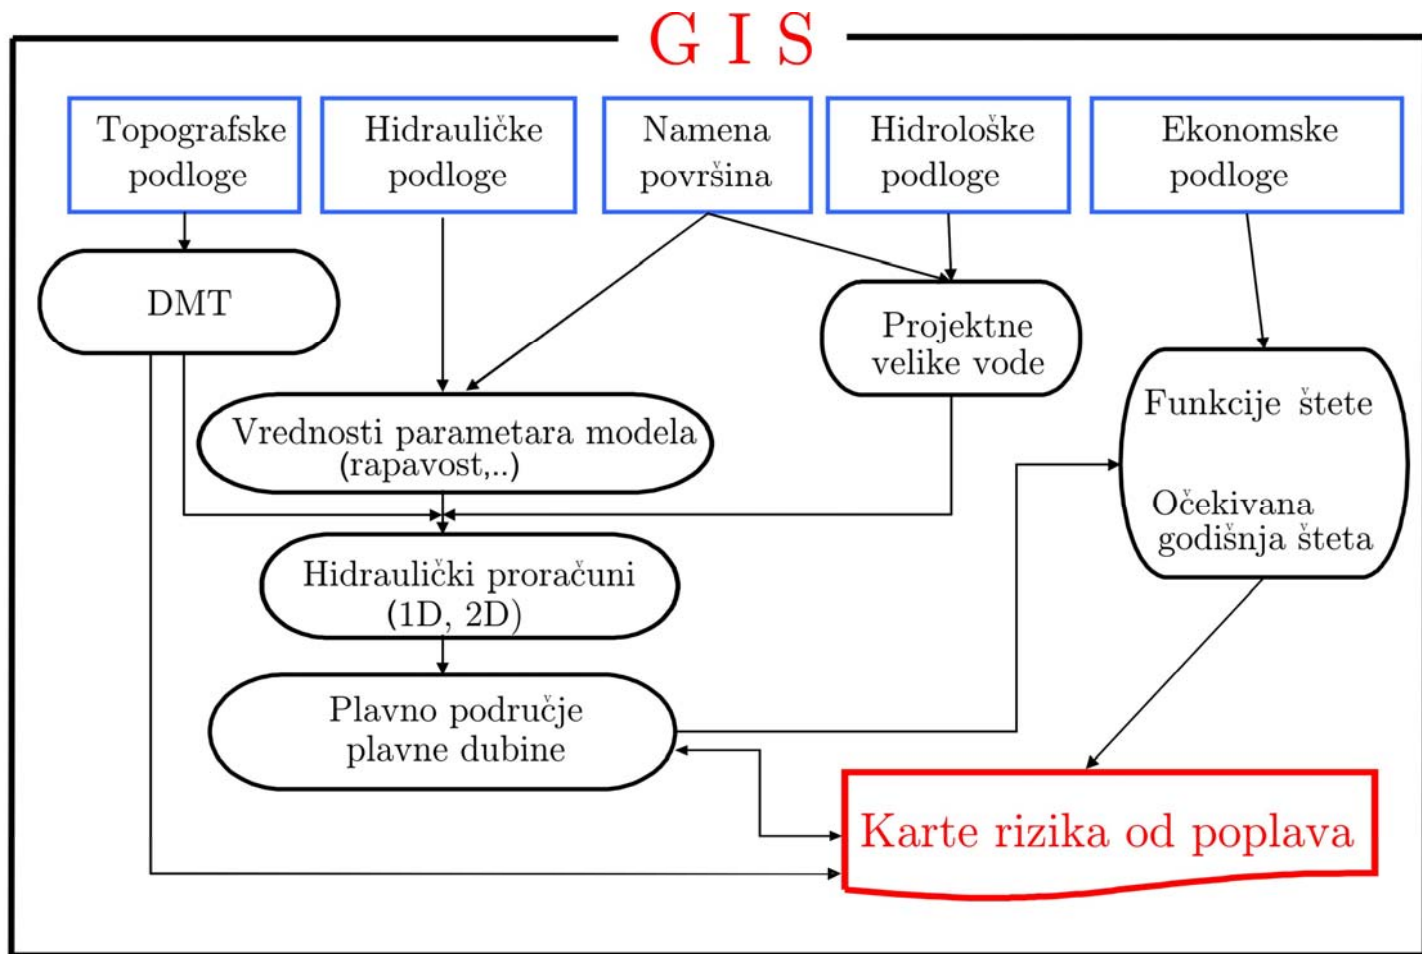 G I S
Topografske
podloge
Hidrauličke
podloge
Namena
površina
Hidrološke
podloge
Ekonomske
podloge
DMT
Projektne
velike vode
Funkcije štete
Vrednosti parametara modela
(rapavost,..)
Očekivana
godišnja šteta
Hidraulički proračuni
(1D, 2D)
Plavno područje
plavne dubine
Karte rizika od poplava